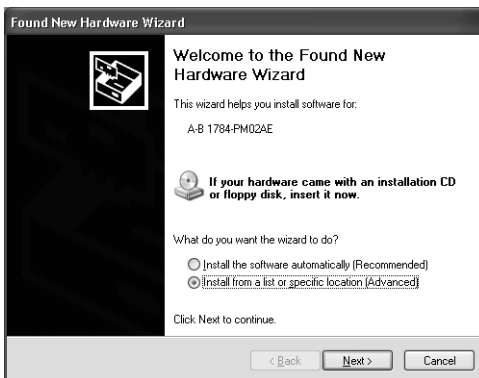 Found New Hardware Wizard
Welcome to the Found New
Hardware Wizard
This wizard helps you install software for:
A-B 1784-PM02AE
If your hardware came with an installation CD
or floppy disk, insert it now.
What do you want the wizard to do?
Install the software automatically (Recommended)
Install from a list or specific location (Advanced)
Click Next to continue.
< Back Next > Cancel